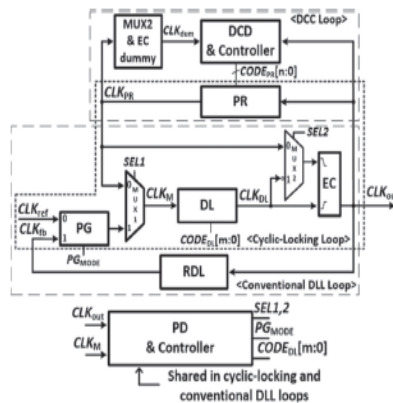 <DCC Loop>
MUX2 & EC dummy
CLKdum
DCD & Controller
CODEPR[n:0]
CLKPR
PR
SEL1
SEL2
0 MUX1 1
0 MUX2 1
CLKM
DL
CLKDL
EC
CLKref
CLKfb
0 PG 1
PGMODE
CODEDL[m:0]
<Cyclic-Locking Loop>
RDL
<Conventional DLL Loop>
CLKout
CLKM
PD & Controller
SEL1,2
PGMODE
CODEDL[m:0]
Shared in cyclic-locking and
conventional DLL loops